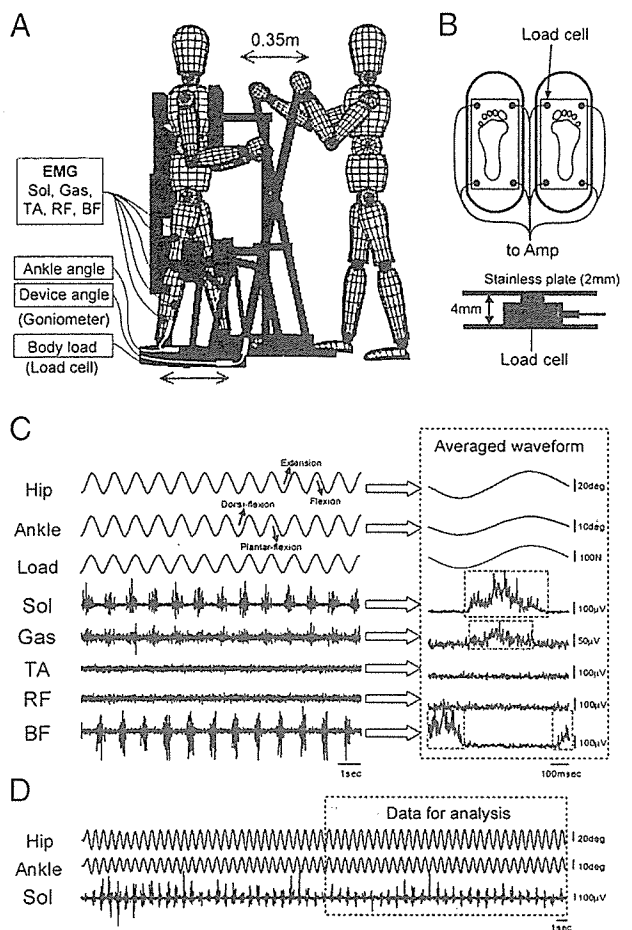 A
0.35m
EMG
Sol, Gas,
TA, RF, BF
Ankle angle
Device angle
(Goniometer)
Body load
(Load cell)
B
Load cell
to Amp
Stainless plate (2mm)
4mm
Load cell
C
Averaged waveform
Hip
Extension
Flexion
20deg
Ankle
Dorsi-flexion
Plantar-flexion
10deg
Load
100N
Sol
100μV
Gas
50μV
TA
100μV
RF
100μV
BF
100μV
1sec
100msec
D
Data for analysis
Hip
20deg
Ankle
10deg
Sol
100μV
1sec